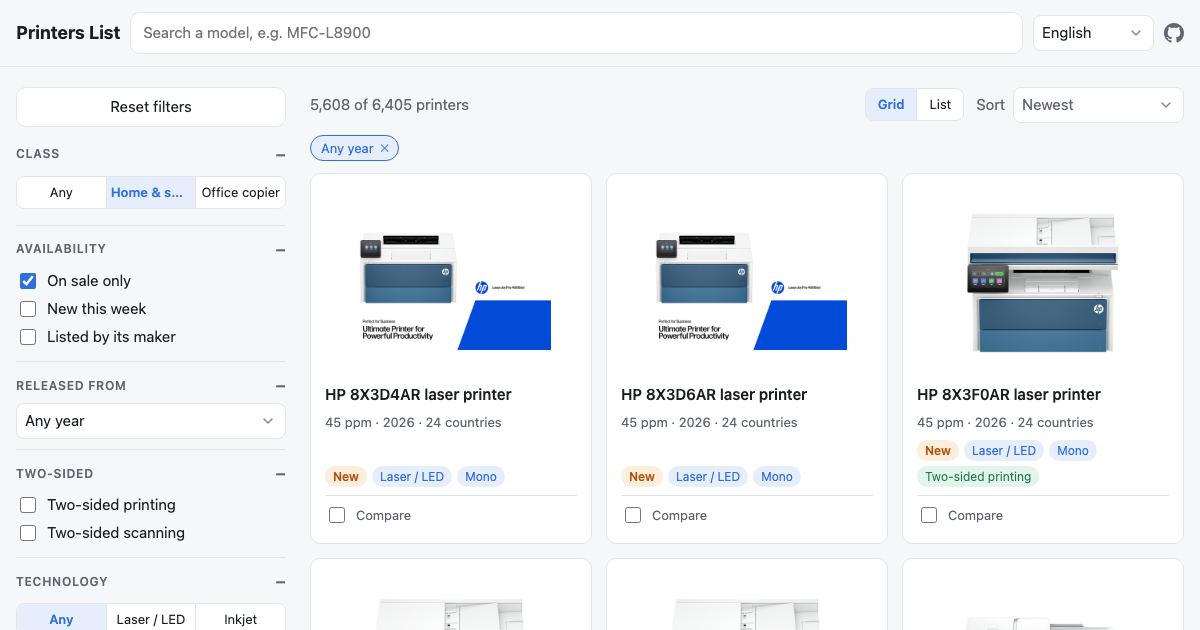 Printers List
Search a model, e.g. MFC-L8900
English
Reset filters
5,608 of 6,405 printers
Grid
List
Sort
Newest
Any year
CLASS
Any
Home & s...
Office copier
AVAILABILITY
On sale only
New this week
Listed by its maker
RELEASED FROM
Any year
TWO-SIDED
Two-sided printing
Two-sided scanning
TECHNOLOGY
Any
Laser / LED
Inkjet
hp
Perfect for Business
Ultimate Printer for
Powerful Productivity
HP 8X3D4AR laser printer
45 ppm · 2026 · 24 countries
New
Laser / LED
Mono
Compare
hp
Perfect for Business
Ultimate Printer for
Powerful Productivity
HP 8X3D6AR laser printer
45 ppm · 2026 · 24 countries
New
Laser / LED
Mono
Compare
HP 8X3F0AR laser printer
45 ppm · 2026 · 24 countries
New
Laser / LED
Mono
Two-sided printing
Compare